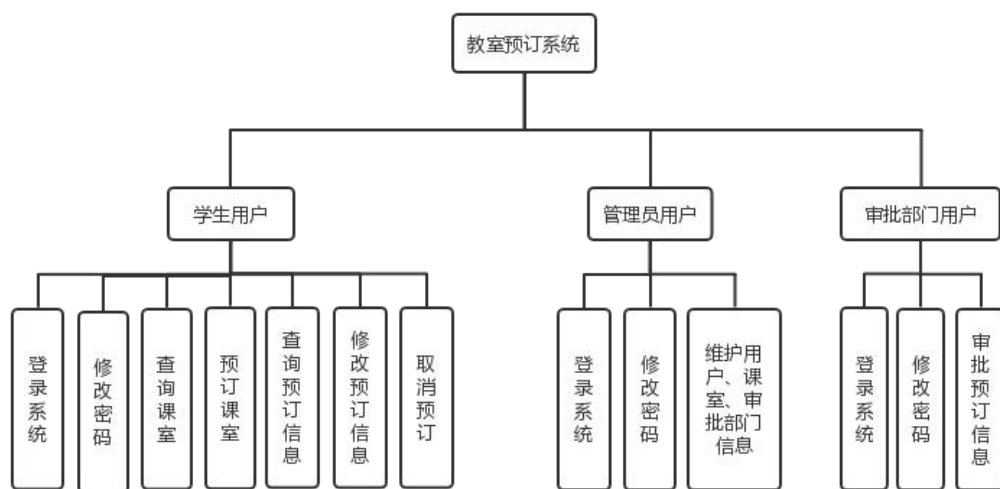 教室预订系统
学生用户
管理员用户
审批部门用户
登录系统
修改密码
查询课室
预订课室
查询预订信息
修改预订信息
取消预订
登录系统
修改密码
维护用
户、课
室、审
批部门
信息
登录系统
修改密码
审批预订信息